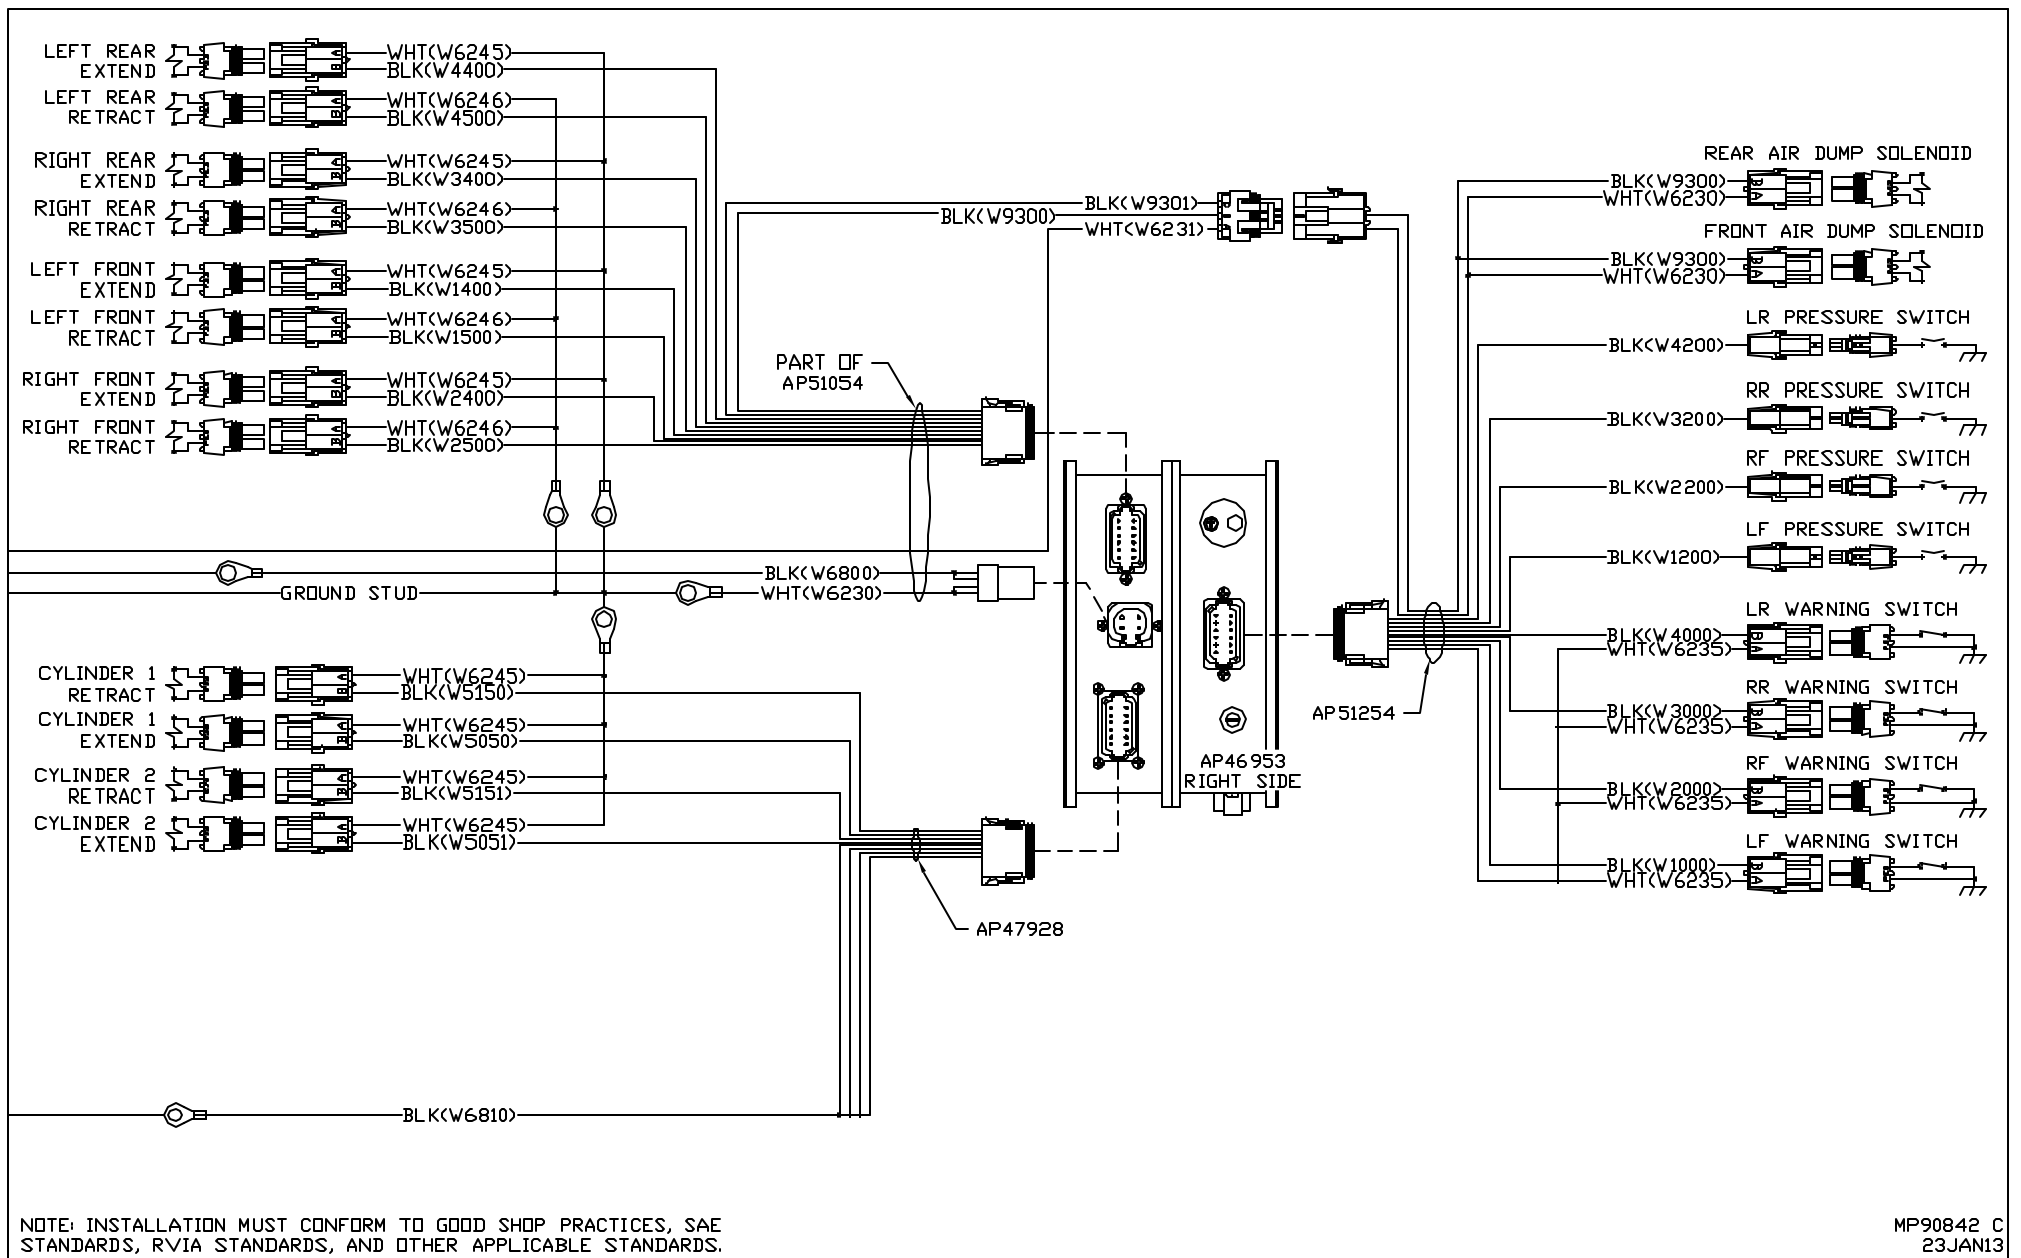 LEFT REAR
EXTEND
WHT(W6245)
BLK(W4400)
LEFT REAR
RETRACT
WHT(W6246)
BLK(W4500)
RIGHT REAR
EXTEND
WHT(W6245)
BLK(W3400)
RIGHT REAR
RETRACT
WHT(W6246)
BLK(W3500)
LEFT FRONT
EXTEND
WHT(W6245)
BLK(W1400)
LEFT FRONT
RETRACT
WHT(W6246)
BLK(W1500)
RIGHT FRONT
EXTEND
WHT(W6245)
BLK(W2400)
RIGHT FRONT
RETRACT
WHT(W6246)
BLK(W2500)
PART OF
AP51054
BLK(W9301)
BLK(W9300)
WHT(W6231)
BLK(W6800)
WHT(W6230)
GROUND STUD
CYLINDER 1
RETRACT
WHT(W6245)
BLK(W5150)
CYLINDER 1
EXTEND
WHT(W6245)
BLK(W5050)
CYLINDER 2
RETRACT
WHT(W6245)
BLK(W5151)
CYLINDER 2
EXTEND
WHT(W6245)
BLK(W5051)
AP47928
BLK(W6810)
AP46953
RIGHT SIDE
AP51254
REAR AIR DUMP SOLENOID
BLK(W9300)
WHT(W6230)
FRONT AIR DUMP SOLENOID
BLK(W9300)
WHT(W6230)
LR PRESSURE SWITCH
BLK(W4200)
RR PRESSURE SWITCH
BLK(W3200)
RF PRESSURE SWITCH
BLK(W2200)
LF PRESSURE SWITCH
BLK(W1200)
LR WARNING SWITCH
BLK(W4000)
WHT(W6235)
RR WARNING SWITCH
BLK(W3000)
WHT(W6235)
RF WARNING SWITCH
BLK(W2000)
WHT(W6235)
LF WARNING SWITCH
BLK(W1000)
WHT(W6235)
NOTE: INSTALLATION MUST CONFORM TO GOOD SHOP PRACTICES, SAE
STANDARDS, RVIA STANDARDS, AND OTHER APPLICABLE STANDARDS.
MP90842 C
23JAN13